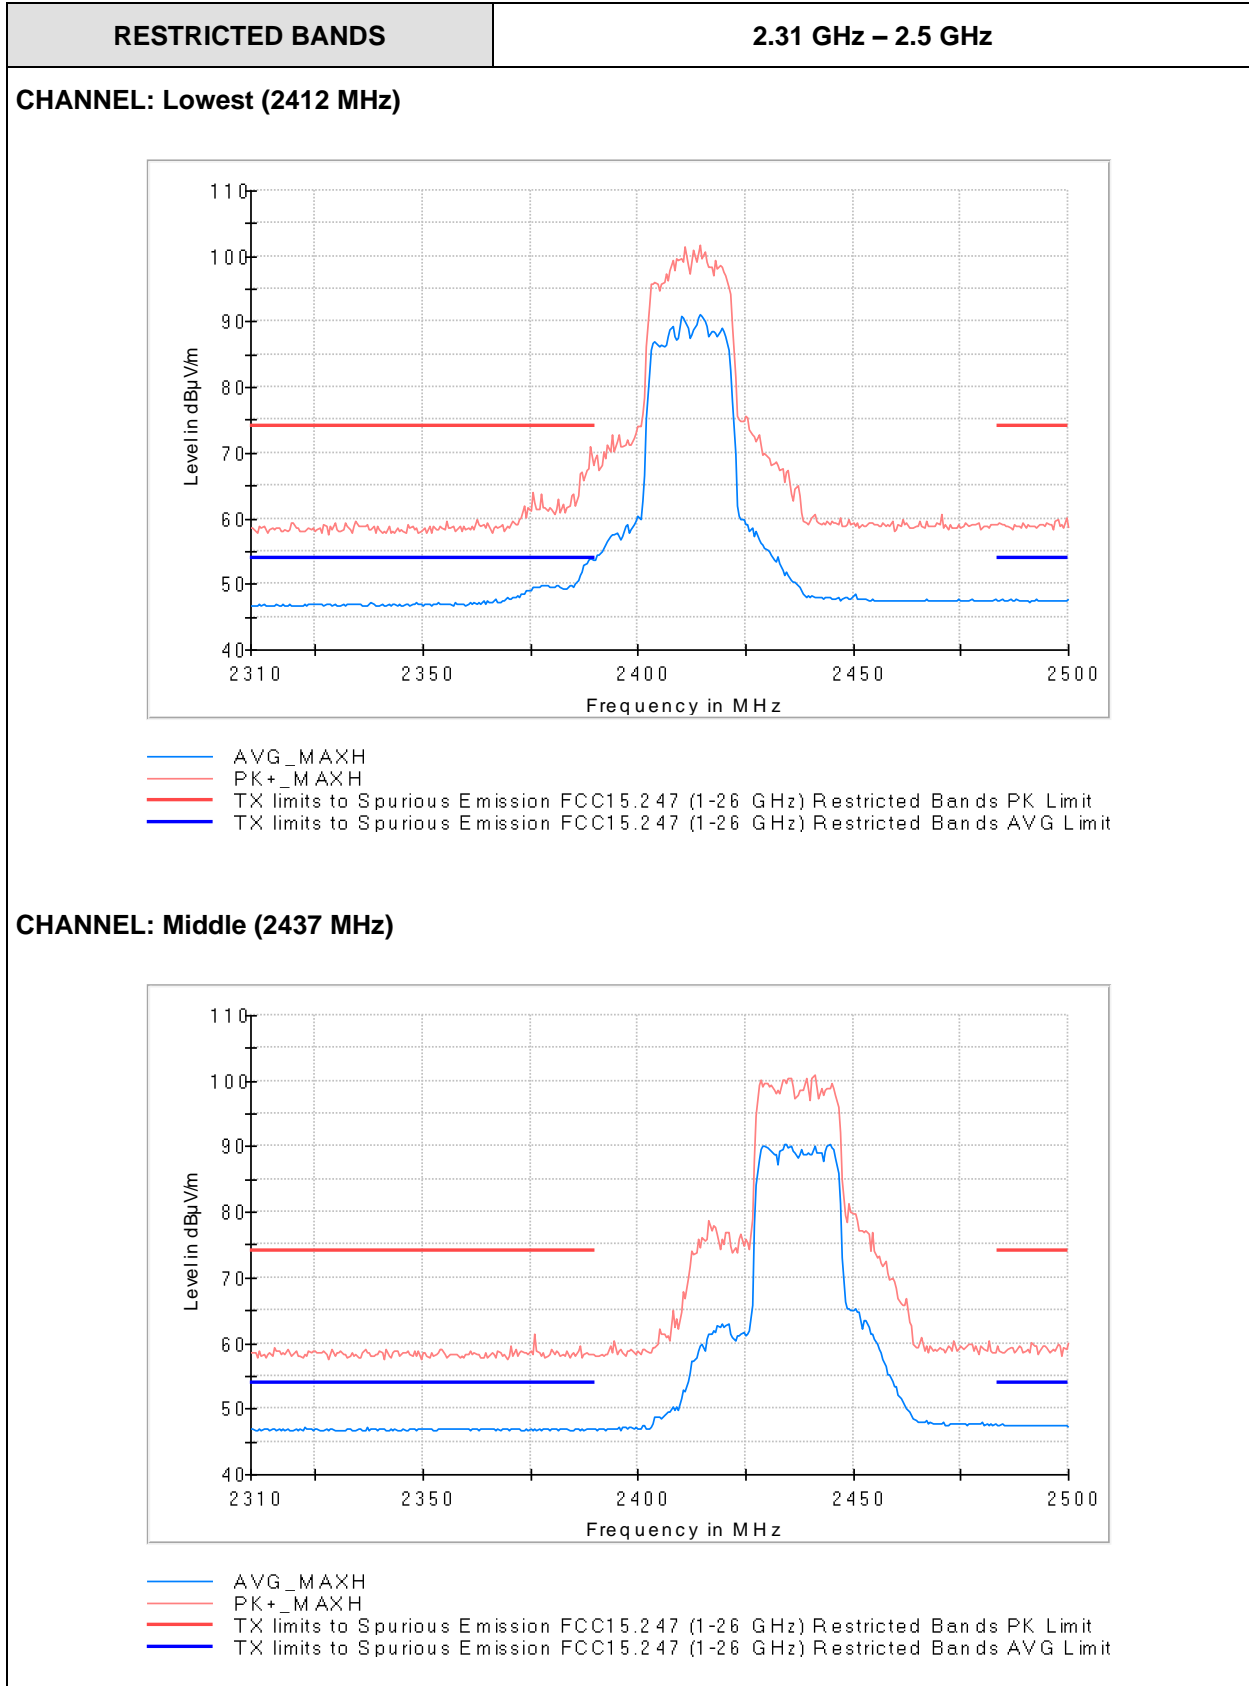 RESTRICTED BANDS 2.31 GHz – 2.5 GHz
CHANNEL: Lowest (2412 MHz)
110
100
90
80
70
60
50
40
Level in dBµV/m
2310 2350 2400 2450 2500
Frequency in MHz
AVG_MAXH
PK+_MAXH
TX limits to Spurious Emission FCC15.247 (1-26 GHz) Restricted Bands PK Limit
TX limits to Spurious Emission FCC15.247 (1-26 GHz) Restricted Bands AVG Limit
CHANNEL: Middle (2437 MHz)
110
100
90
80
70
60
50
40
Level in dBµV/m
2310 2350 2400 2450 2500
Frequency in MHz
AVG_MAXH
PK+_MAXH
TX limits to Spurious Emission FCC15.247 (1-26 GHz) Restricted Bands PK Limit
TX limits to Spurious Emission FCC15.247 (1-26 GHz) Restricted Bands AVG Limit